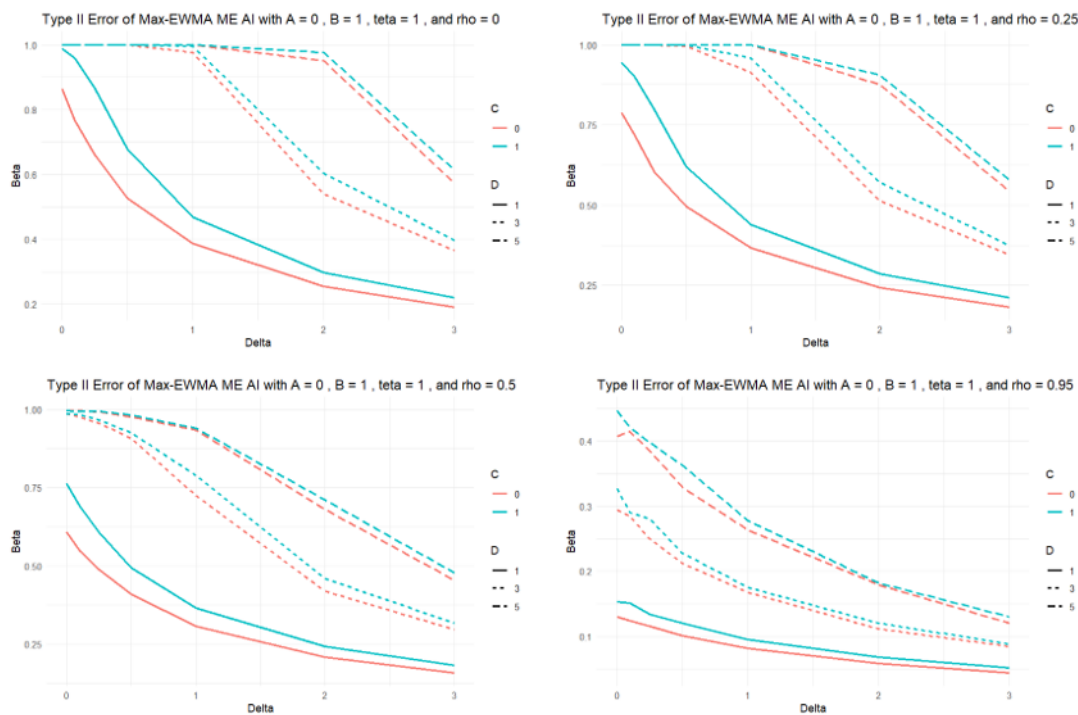 Type II Error of Max-EWMA ME AI with A = 0 , B = 1 , teta = 1 , and rho = 0
1.0
0.8
0.6
0.4
0.2
Beta
0 1 2 3
Delta
C
0
1
D
1
3
5
Type II Error of Max-EWMA ME AI with A = 0 , B = 1 , teta = 1 , and rho = 0.25
1.00
0.75
0.50
0.25
Beta
0 1 2 3
Delta
C
0
1
D
1
3
5
Type II Error of Max-EWMA ME AI with A = 0 , B = 1 , teta = 1 , and rho = 0.5
1.00
0.75
0.50
0.25
Beta
0 1 2 3
Delta
C
0
1
D
1
3
5
Type II Error of Max-EWMA ME AI with A = 0 , B = 1 , teta = 1 , and rho = 0.95
0.4
0.3
0.2
0.1
Beta
0 1 2 3
Delta
C
0
1
D
1
3
5